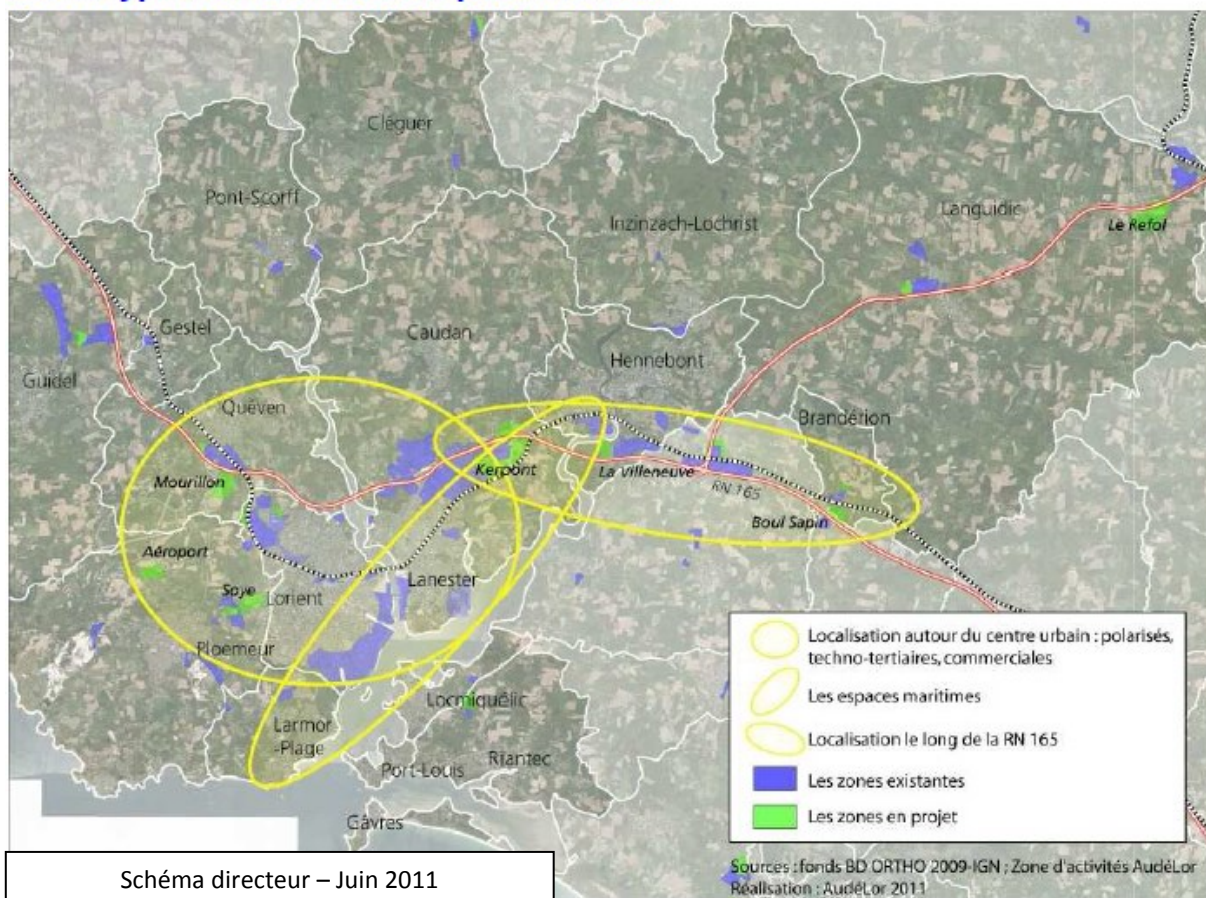 Cléguer
Pont-Scorff
Inzinzach-Lochrist
Languidic
Le Refol
Gestel
Caudan
Hennebont
Guidel
Quéven
Brandérion
Kerpont
La Villeneuve
Mourillon
RN 165
Boul Sapin
Aéroport
Lanester
Soye
Lorient
Ploemeur
Locmiquélic
Larmor
-Plage
Riantec
Port-Louis
Gâvres
Localisation autour du centre urbain : polarisés,
techno-tertiaires, commerciales
Les espaces maritimes
Localisation le long de la RN 165
Les zones existantes
Les zones en projet
Sources : fonds BD ORTHO 2009-IGN ; Zone d'activités AudéLor
Réalisation : AudéLor 2011
Schéma directeur – Juin 2011